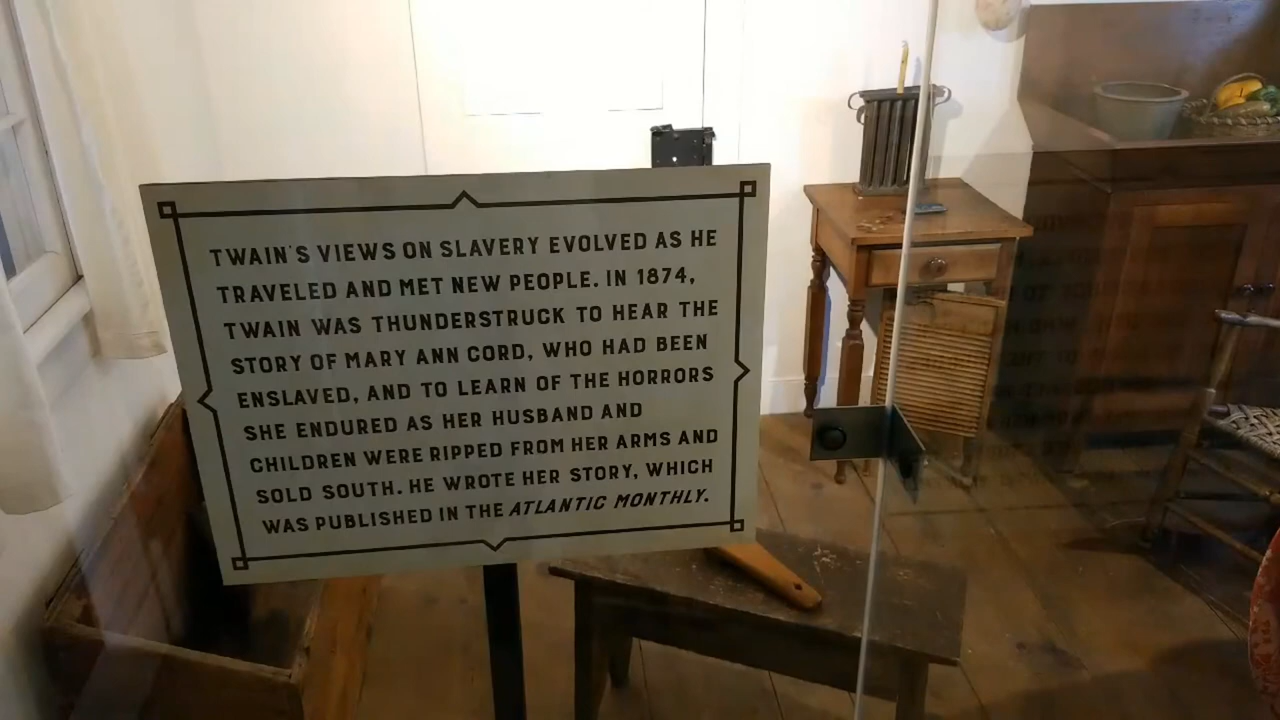 TWAIN'S VIEWS ON SLAVERY EVOLVED AS HE
TRAVELED AND MET NEW PEOPLE. IN 1874,
TWAIN WAS THUNDERSTRUCK TO HEAR THE
STORY OF MARY ANN CORD, WHO HAD BEEN
ENSLAVED, AND TO LEARN OF THE HORRORS
SHE ENDURED AS HER HUSBAND AND
CHILDREN WERE RIPPED FROM HER ARMS AND
SOLD SOUTH. HE WROTE HER STORY, WHICH
WAS PUBLISHED IN THE ATLANTIC MONTHLY.